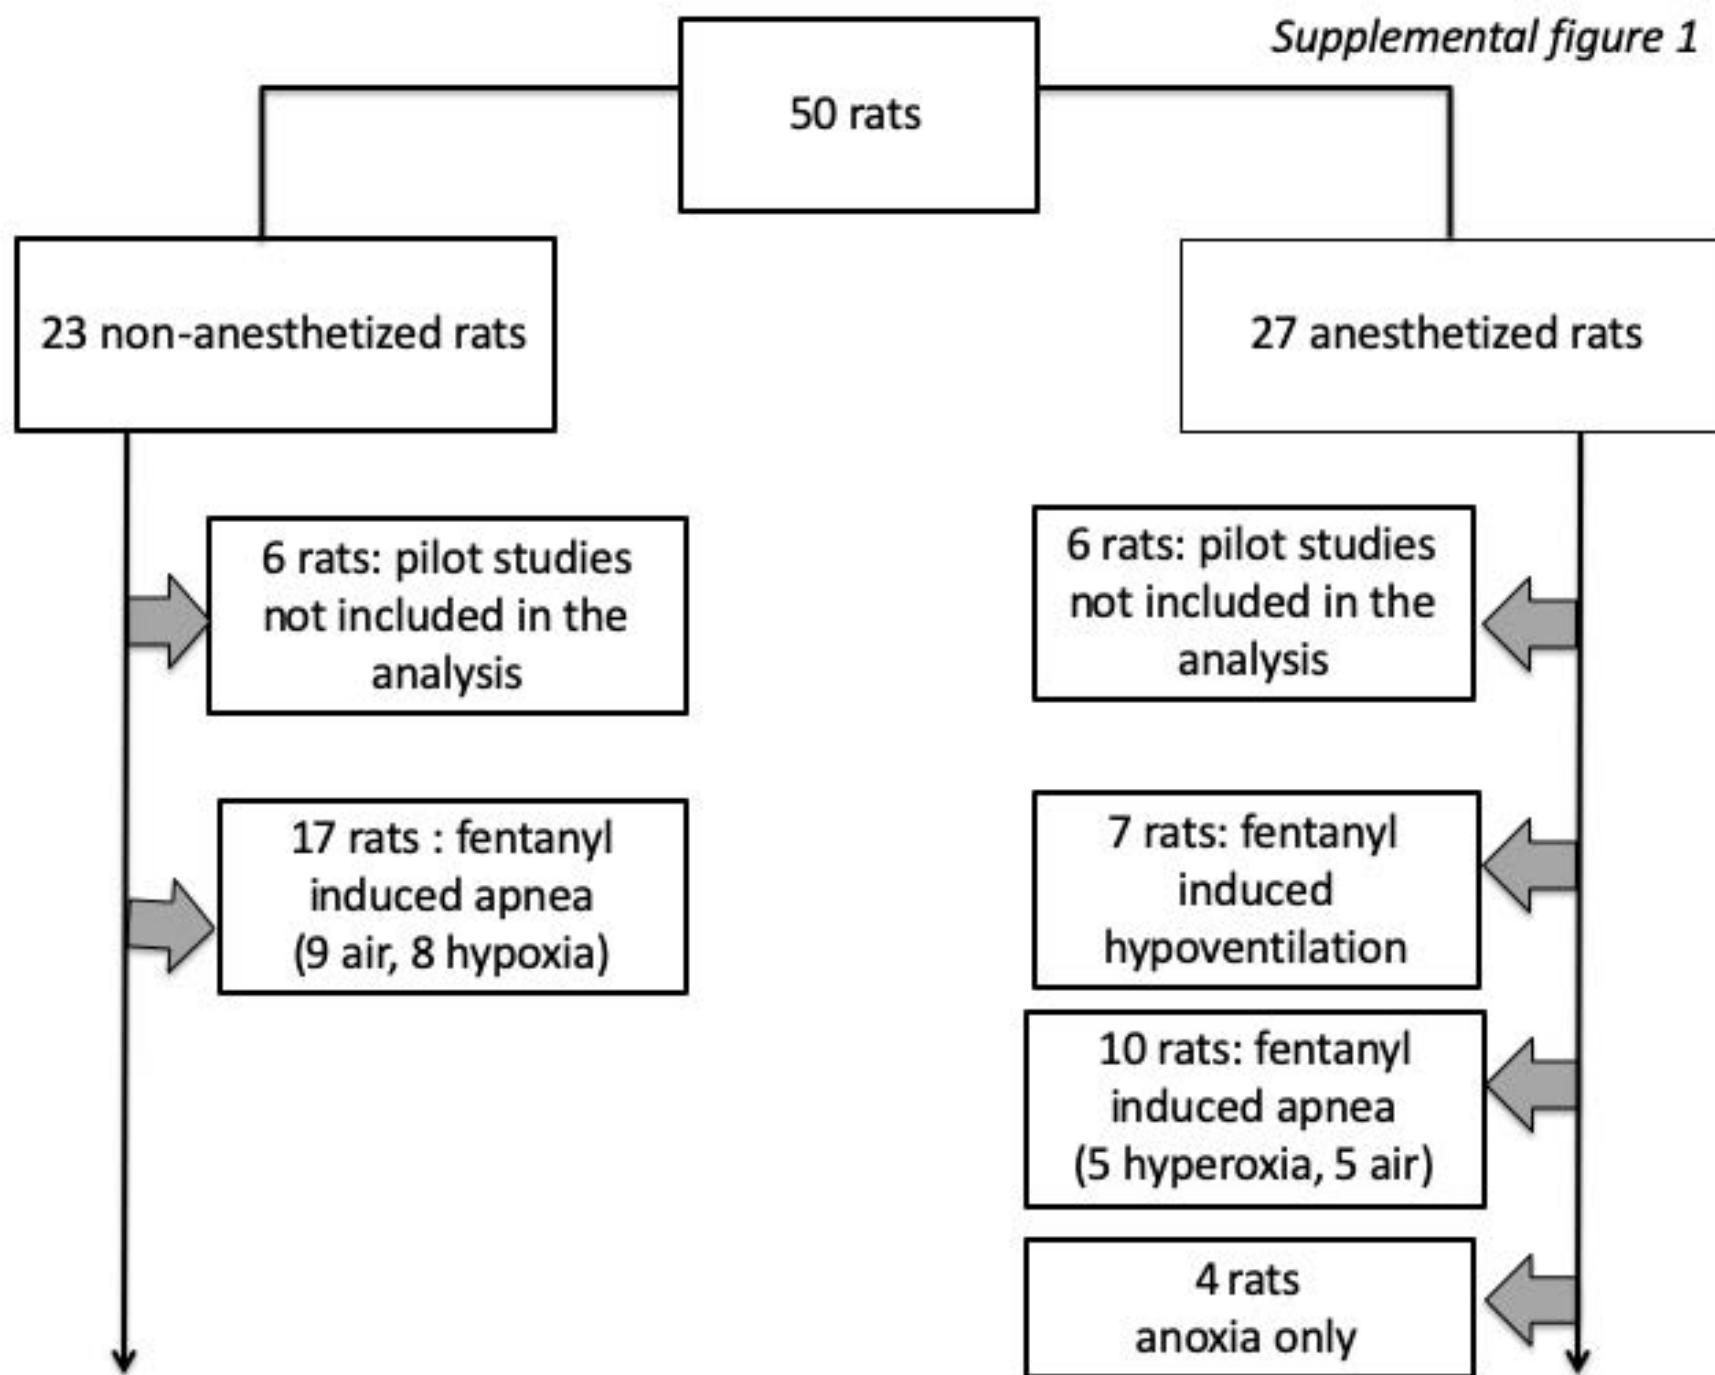 Supplemental figure 1
50 rats
23 non-anesthetized rats
27 anesthetized rats
6 rats: pilot studies
not included in the
analysis
17 rats : fentanyl
induced apnea
(9 air, 8 hypoxia)
6 rats: pilot studies
not included in the
analysis
7 rats: fentanyl
induced
hypoventilation
10 rats: fentanyl
induced apnea
(5 hyperoxia, 5 air)
4 rats
anoxia only